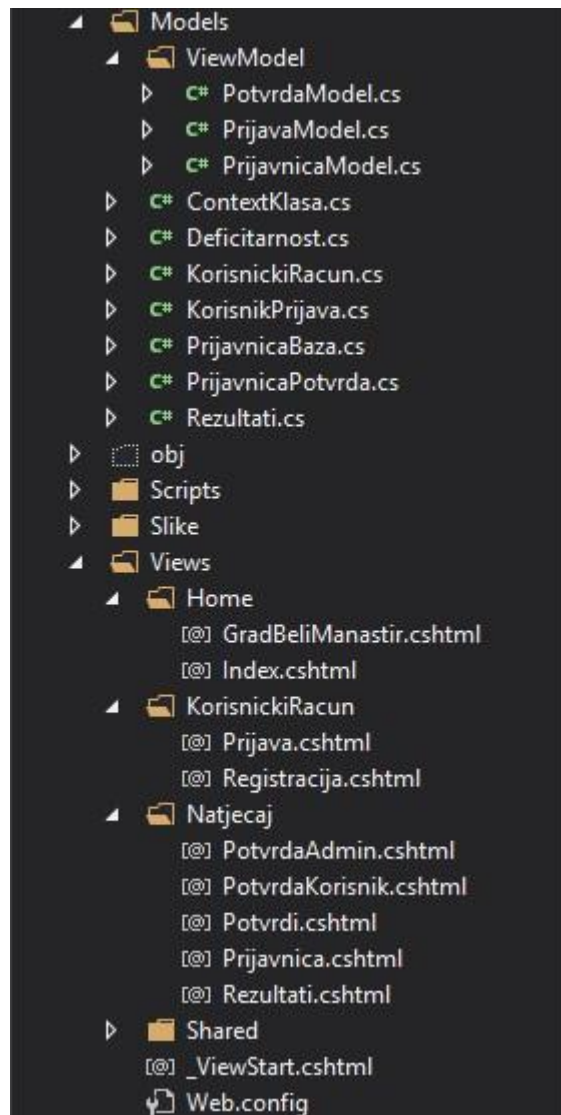 Models
ViewModel
C# PotvrdaModel.cs
C# PrijavaModel.cs
C# PrijavnicaModel.cs
C# ContextKlasa.cs
C# Deficitarnost.cs
C# KorisnickiRacun.cs
C# KorisnikPrijava.cs
C# PrijavnicaBaza.cs
C# PrijavnicaPotvrda.cs
C# Rezultati.cs
obj
Scripts
Slike
Views
Home
[@] GradBeliManastir.cshtml
[@] Index.cshtml
KorisnickiRacun
[@] Prijava.cshtml
[@] Registracija.cshtml
Natjecaj
[@] PotvrdaAdmin.cshtml
[@] PotvrdaKorisnik.cshtml
[@] Potvrdi.cshtml
[@] Prijavnica.cshtml
[@] Rezultati.cshtml
Shared
[@] _ViewStart.cshtml
Web.config